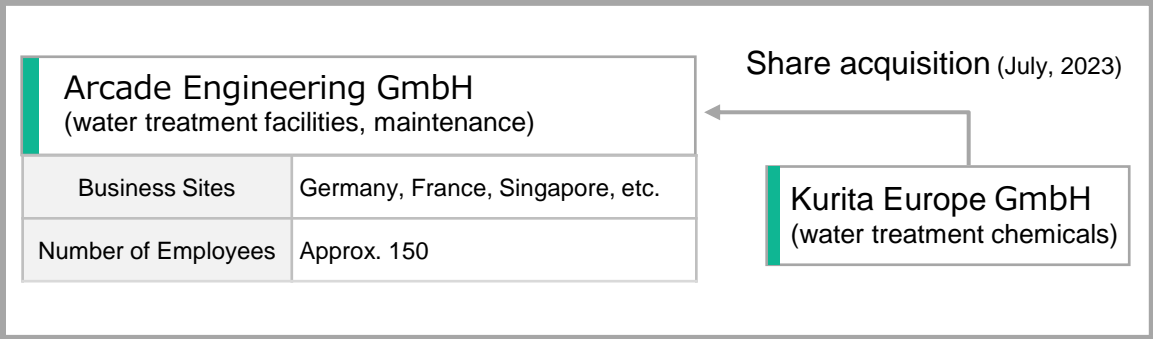 Arcade Engineering GmbH
(water treatment facilities, maintenance)
Business Sites
Germany, France, Singapore, etc.
Number of Employees
Approx. 150
Share acquisition (July, 2023)
Kurita Europe GmbH
(water treatment chemicals)